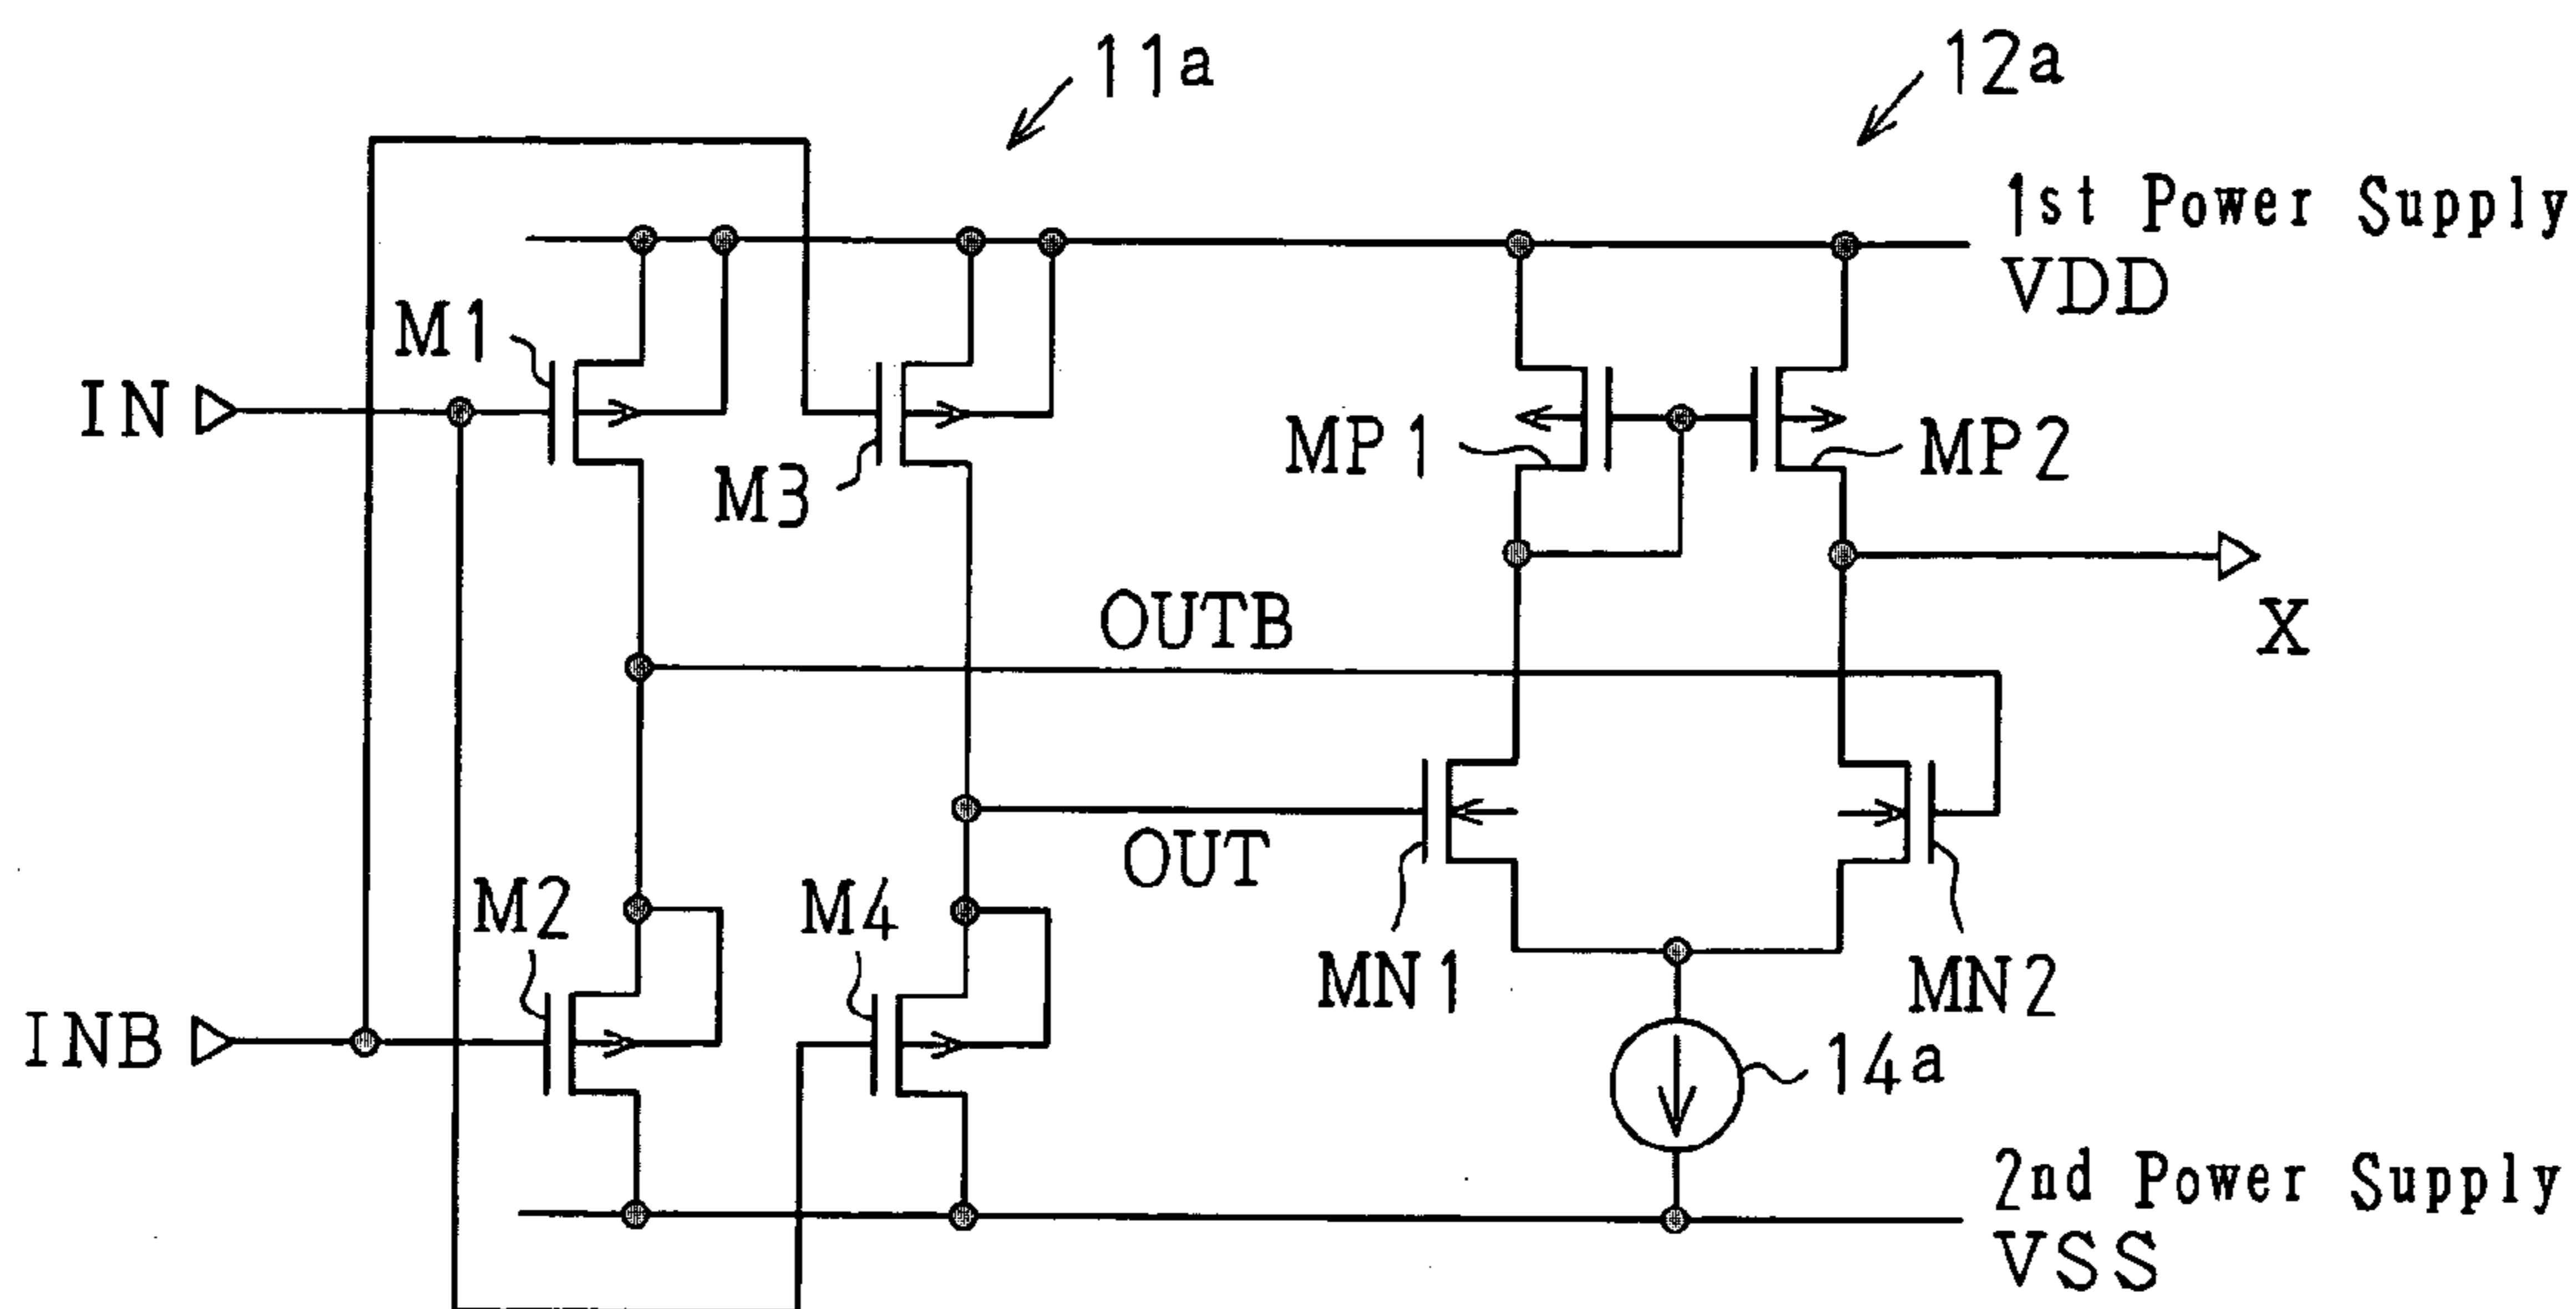 11a
12a
1st Power Supply
VDD
M1
IN
M3
MP1
MP2
OUTB
X
OUT
M2
M4
MN1
MN2
INB
14a
2nd Power Supply
VSS